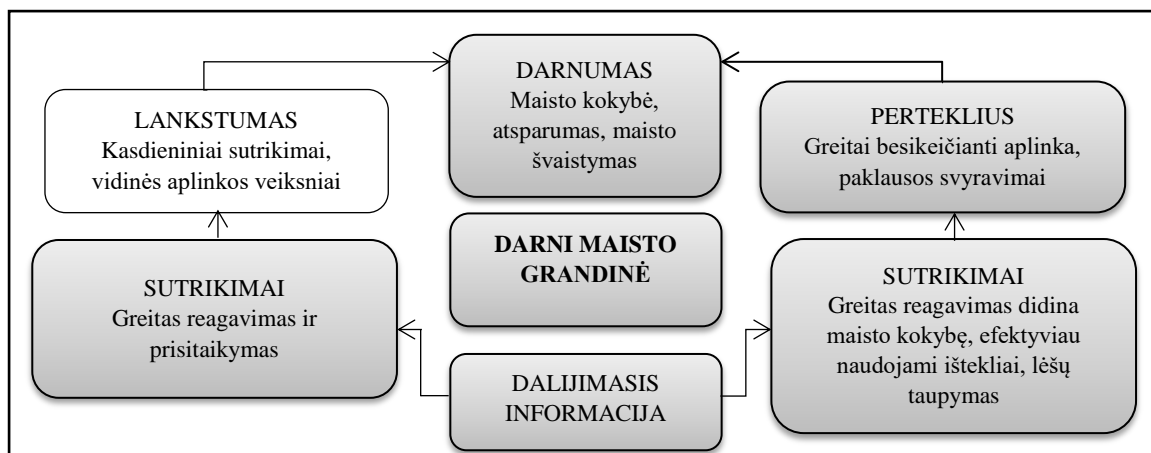 DARNUMAS
Maisto kokybė,
atsparumas, maisto
švaistymas
LANKSTUMAS
Kasdieniniai sutrikimai,
vidinės aplinkos veiksniai
PERTEKLIUS
Greitai besikeičianti aplinka,
paklausos svyravimai
DARNI MAISTO
GRANDINĖ
SUTRIKIMAI
Greitas reagavimas ir
prisitaikymas
SUTRIKIMAI
Greitas reagavimas didina
maisto kokybę, efektyviau
naudojami ištekliai, lėšų
taupymas
DALIJIMASIS
INFORMACIJA